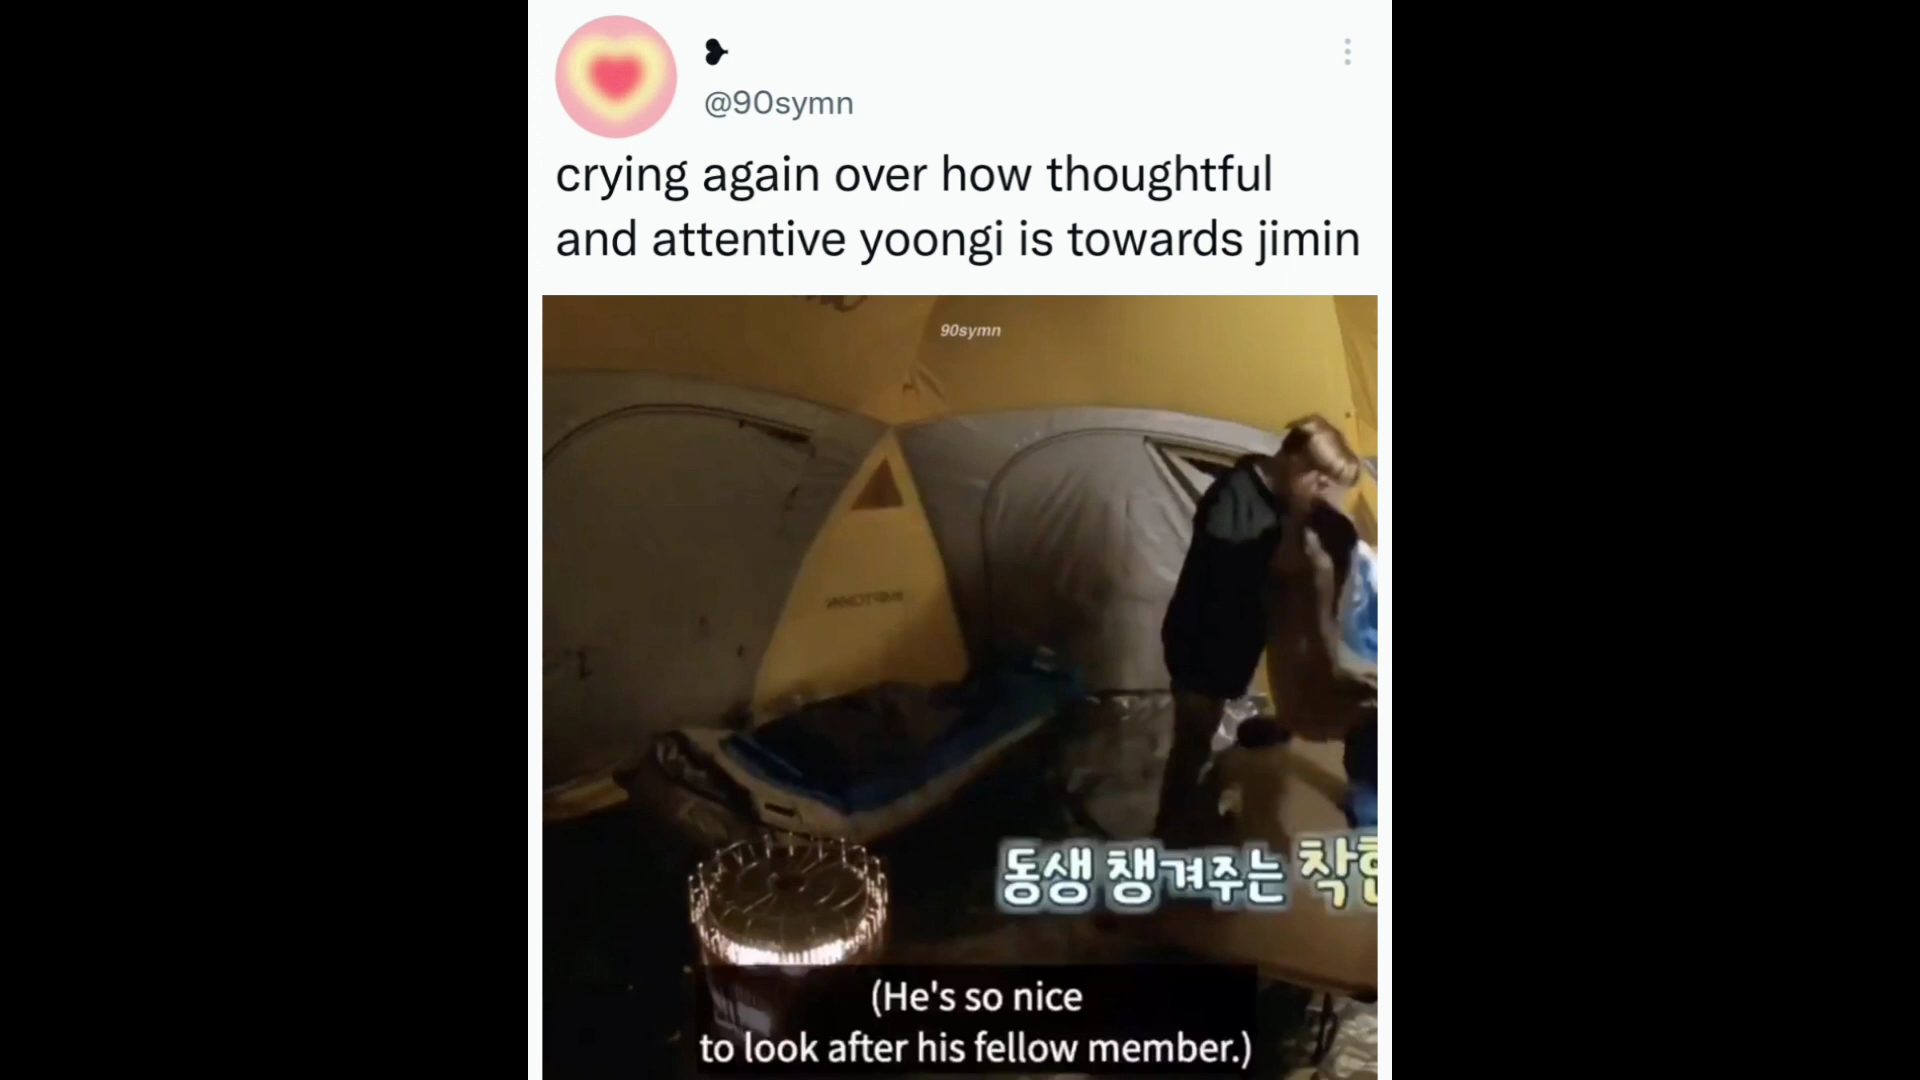 @90symn
crying again over how thoughtful
and attentive yoongi is towards jimin
90symn
동생 챙겨주는 착한
(He's so nice
to look after his fellow member.)